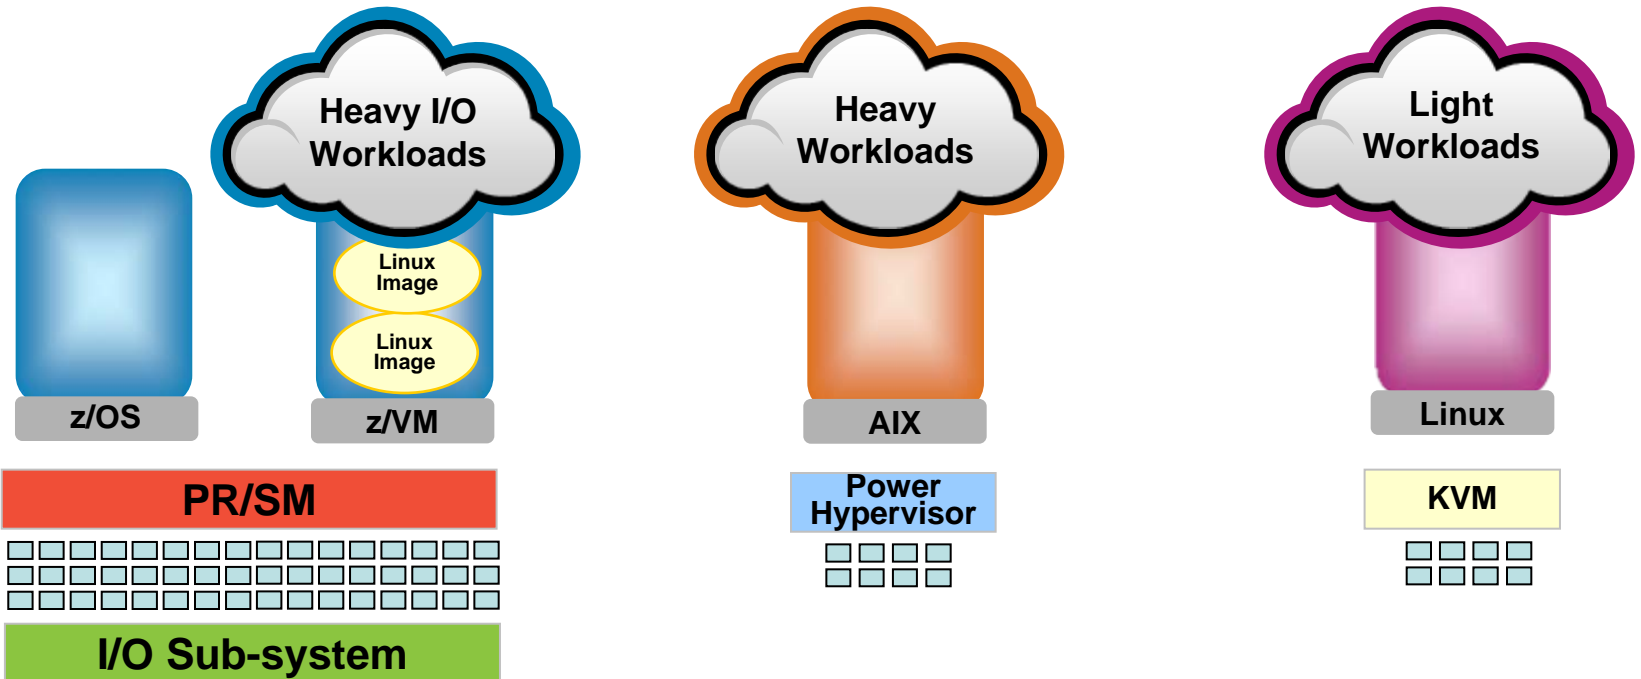 Heavy I/O
Workloads
Linux
Image
Linux
Image
z/OS
z/VM
PR/SM
I/O Sub-system
Heavy
Workloads
AIX
Power
Hypervisor
Light
Workloads
Linux
KVM